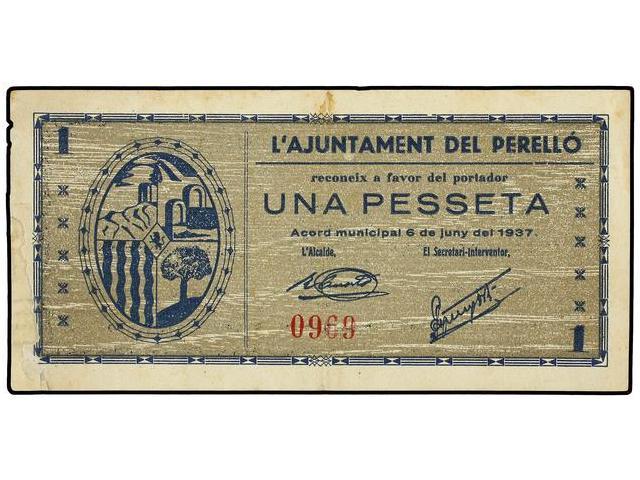 1
L'AJUNTAMENT DEL PERELLÓ
reconeix a favor del portador
UNA PESSETA
Acord municipal 6 de juny del 1937.
L'Alcalde, El Secretari-Interventor,
0969
1